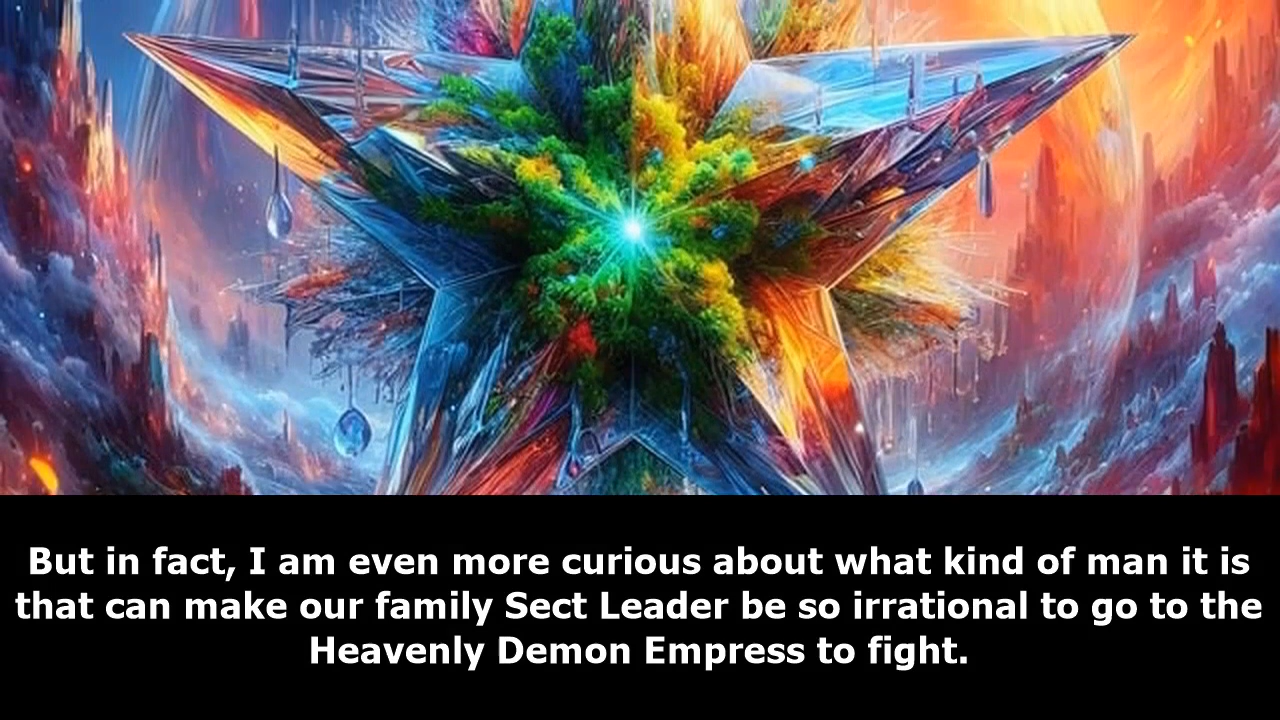 But in fact, I am even more curious about what kind of man it is
that can make our family Sect Leader be so irrational to go to the
Heavenly Demon Empress to fight.